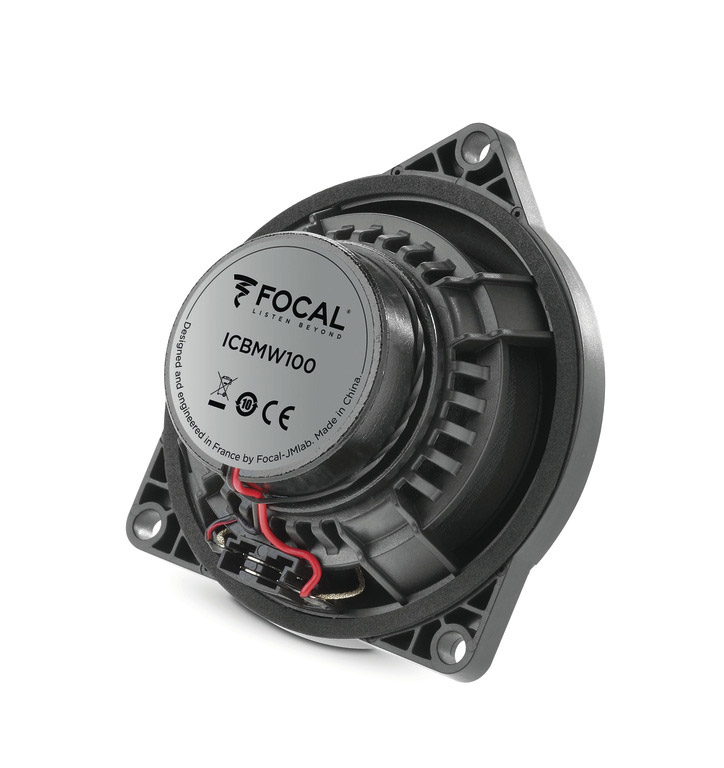 FOCAL®
LISTEN BEYOND
ICBMW100
10 CE
Designed and engineered in France by Focal-JMlab. Made in China.